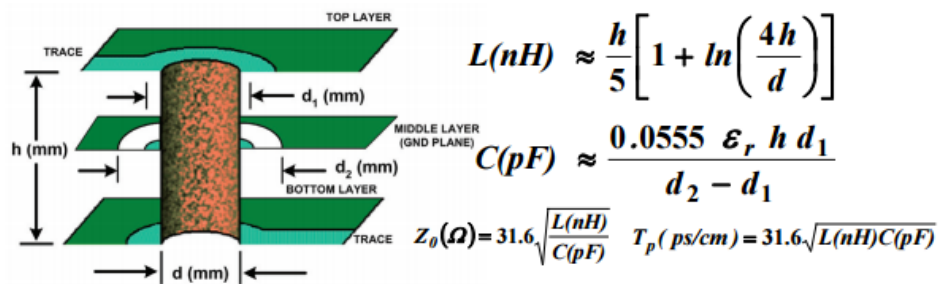 TOP LAYER
TRACE
d₁ (mm)
h (mm)
MIDDLE LAYER
(GND PLANE)
d₂ (mm)
BOTTOM LAYER
TRACE
d (mm)
L(nH) ≈ h/5 [ 1 + ln( 4h/d ) ]
C(pF) ≈ 0.0555 εᵣ h d₁ / d₂ − d₁
Z₀(Ω) = 31.6 √ L(nH)/C(pF) Tₚ( ps/cm) = 31.6 √ L(nH)C(pF)